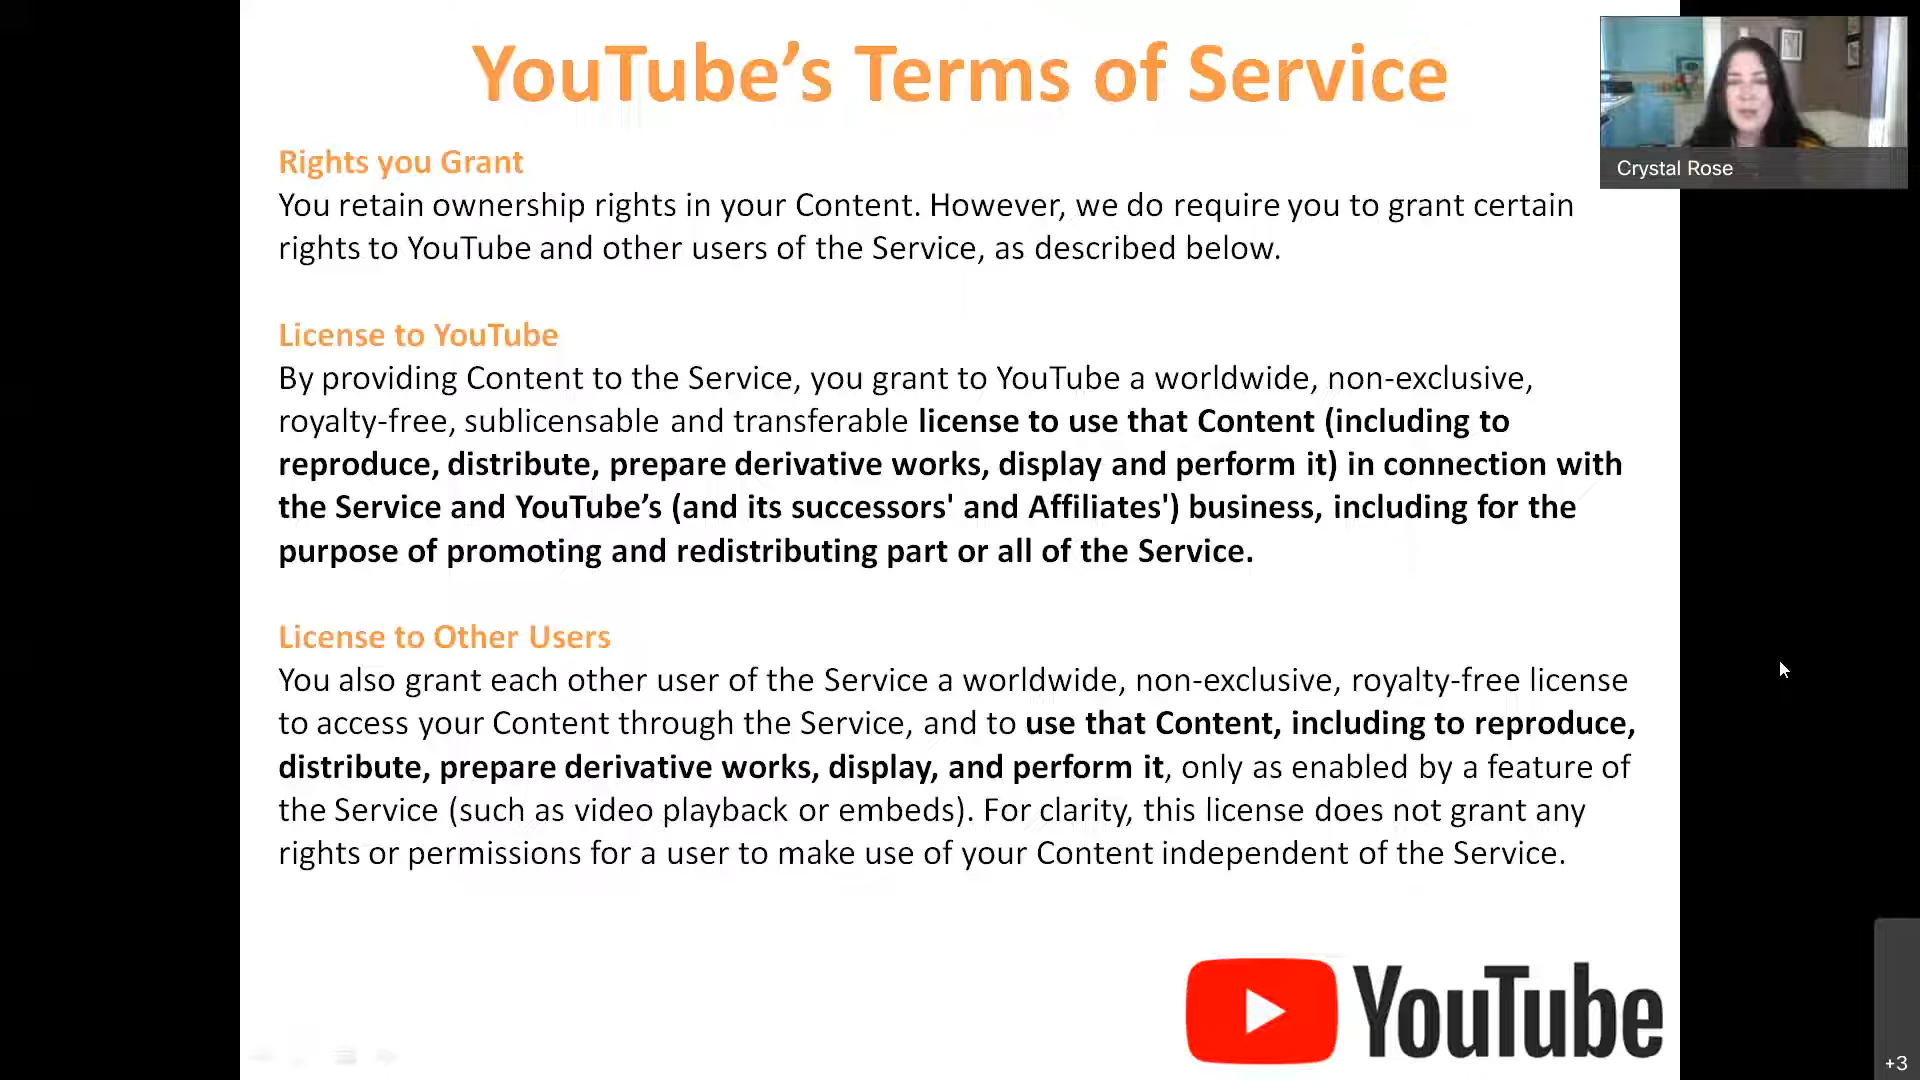 YouTube’s Terms of Service
Crystal Rose
Rights you Grant
You retain ownership rights in your Content. However, we do require you to grant certain
rights to YouTube and other users of the Service, as described below.
License to YouTube
By providing Content to the Service, you grant to YouTube a worldwide, non-exclusive,
royalty-free, sublicensable and transferable license to use that Content (including to
reproduce, distribute, prepare derivative works, display and perform it) in connection with
the Service and YouTube’s (and its successors' and Affiliates') business, including for the
purpose of promoting and redistributing part or all of the Service.
License to Other Users
You also grant each other user of the Service a worldwide, non-exclusive, royalty-free license
to access your Content through the Service, and to use that Content, including to reproduce,
distribute, prepare derivative works, display, and perform it, only as enabled by a feature of
the Service (such as video playback or embeds). For clarity, this license does not grant any
rights or permissions for a user to make use of your Content independent of the Service.
YouTube
+3